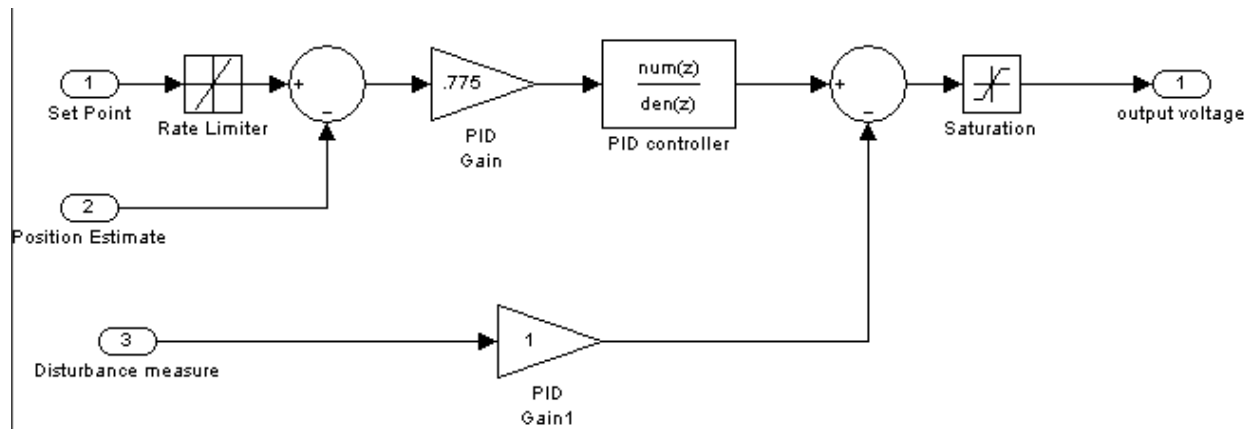 1
Set Point
Rate Limiter
+
−
.775
PID
Gain
num(z)
den(z)
PID controller
+
−
Saturation
1
output voltage
2
Position Estimate
3
Disturbance measure
1
PID
Gain1